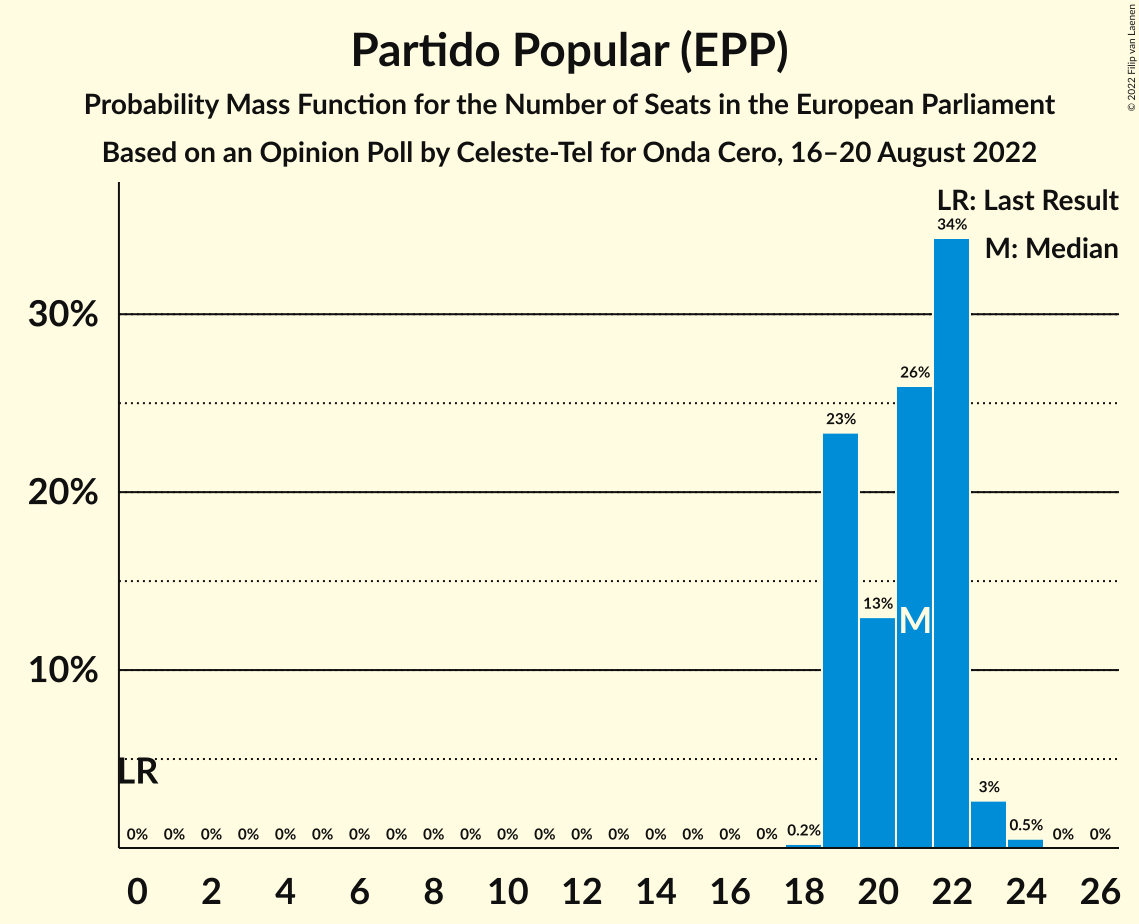 Partido Popular (EPP)
Probability Mass Function for the Number of Seats in the European Parliament
Based on an Opinion Poll by Celeste-Tel for Onda Cero, 16–20 August 2022
© 2022 Filip van Laenen
LR: Last Result
M: Median
34%
30%
26%
23%
20%
13%
M
10%
LR
3%
0% 0% 0% 0% 0% 0% 0% 0% 0% 0% 0% 0% 0% 0% 0% 0% 0% 0% 0.2% 0.5% 0% 0%
0 2 4 6 8 10 12 14 16 18 20 22 24 26